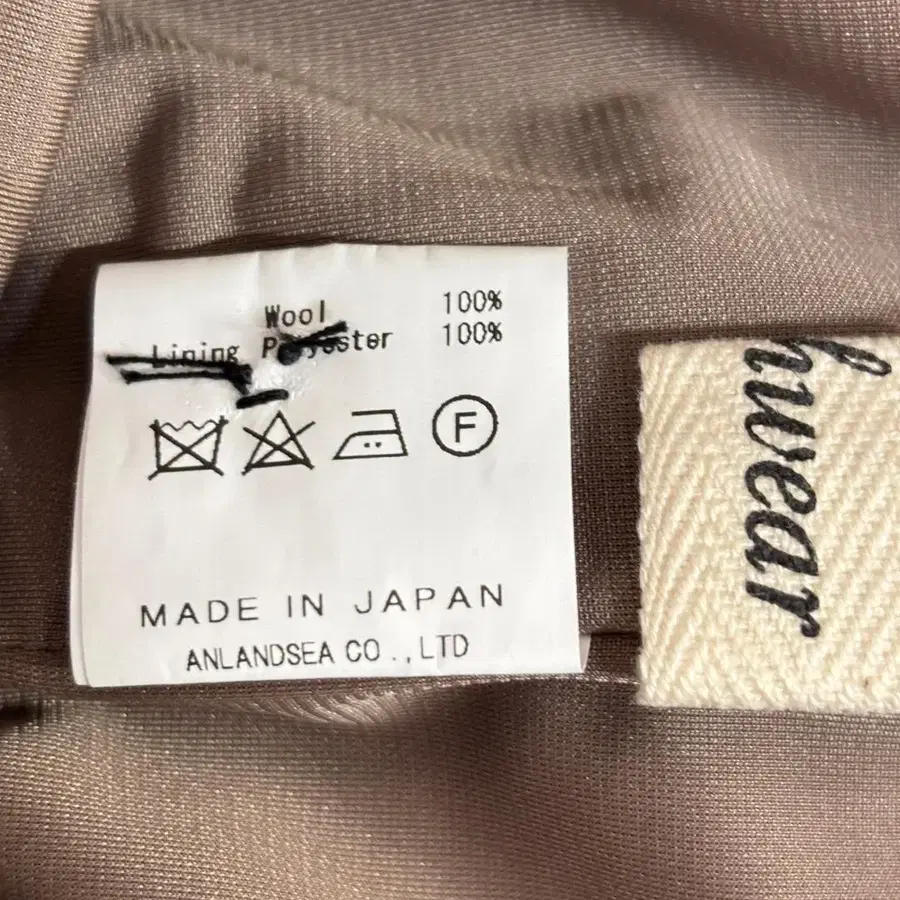 Wool 100%
Lining Polyester 100%
F
MADE IN JAPAN
ANLANDSEA CO.,LTD
hwear